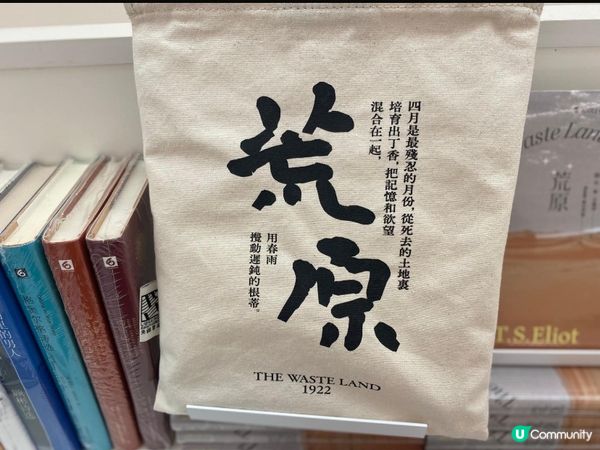 荒原
四月是最殘忍的月份,從死去的土地裏
培育出丁香,把記憶和欲望
混合在一起,
用春雨
攪動遲鈍的根蒂。
THE WASTE LAND
1922
aste Land
荒原
T.S.Eliot
U Community